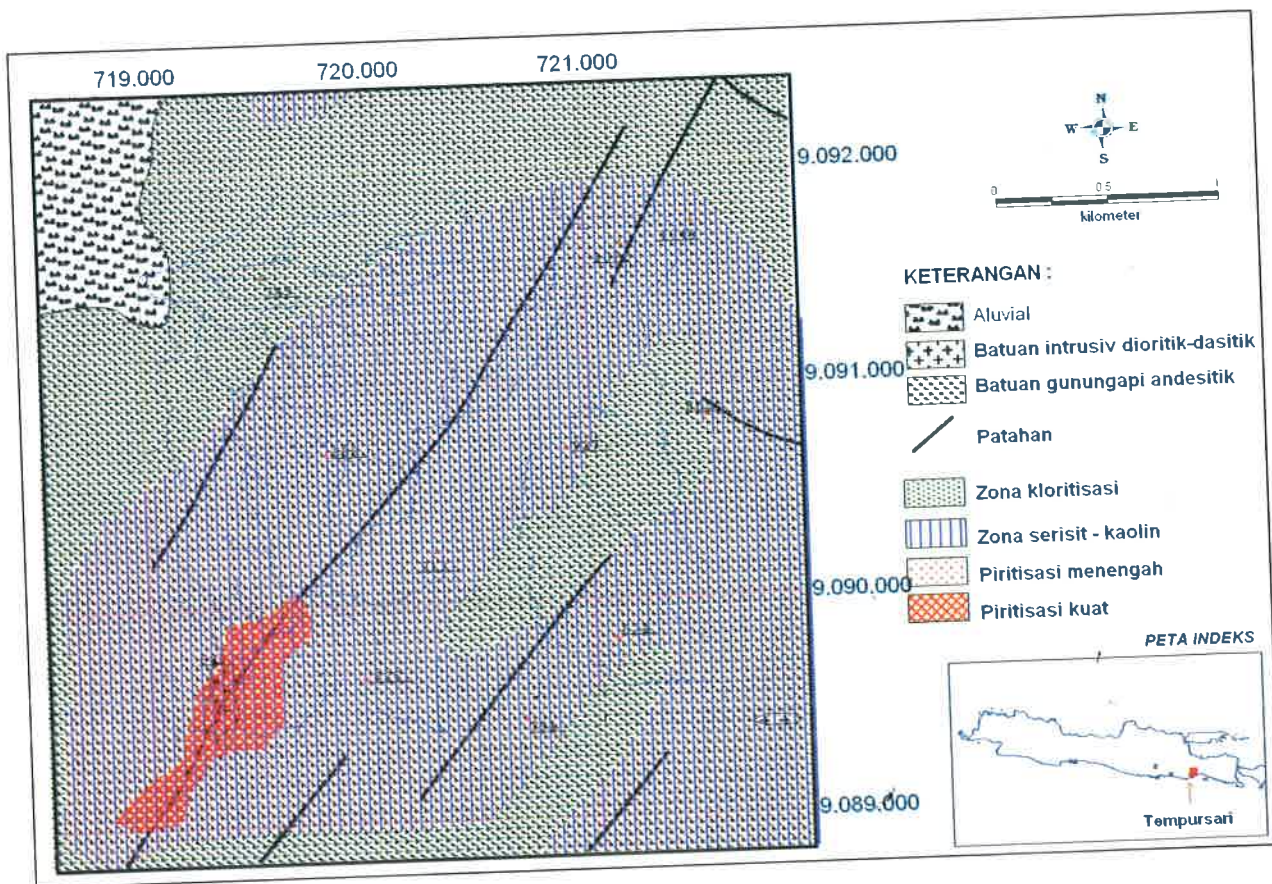 719.000 720.000 721.000
9.092.000
9.091.000
9.090.000
9.089.000
N
W E
S
0 0.5 1
kilometer
KETERANGAN :
Aluvial
Batuan intrusiv dioritik-dasitik
Batuan gunungapi andesitik
Patahan
Zona kloritisasi
Zona serisit - kaolin
Piritisasi menengah
Piritisasi kuat
PETA INDEKS
Tempursari